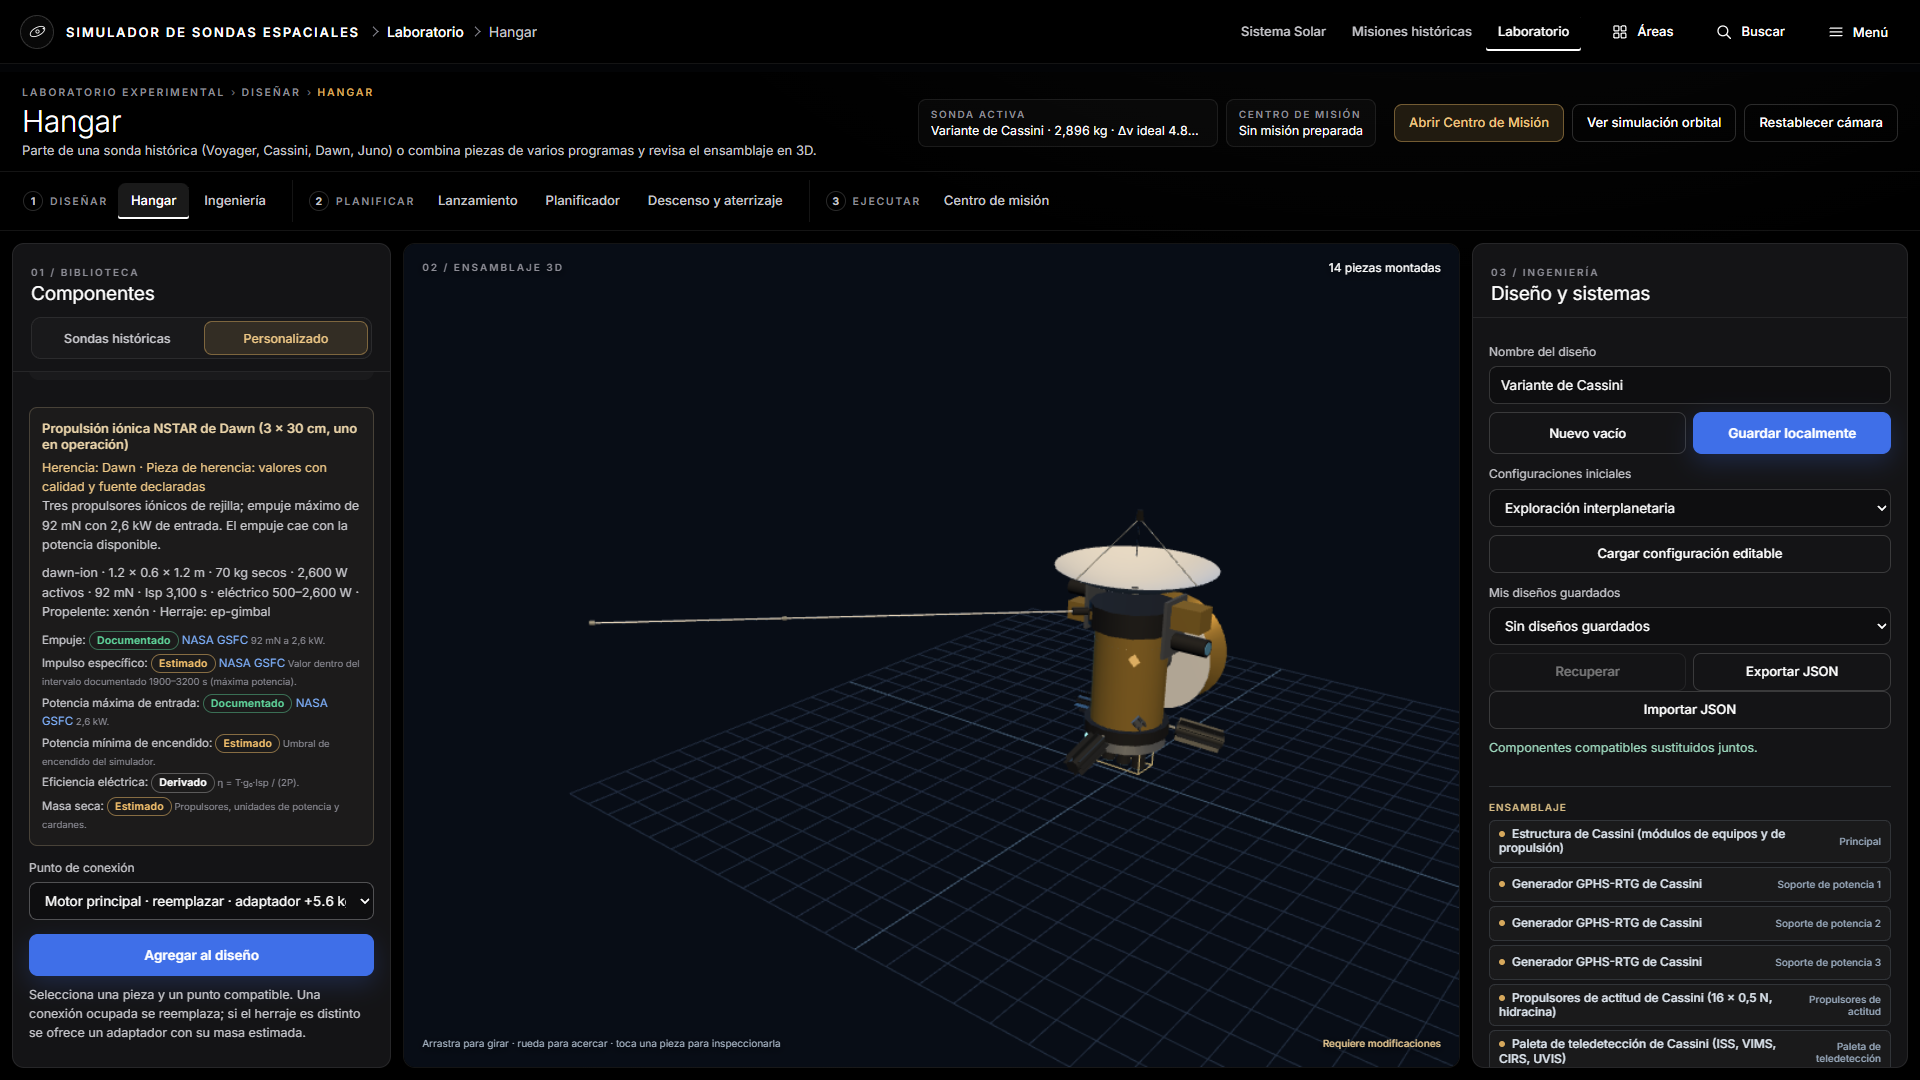 SIMULADOR DE SONDAS ESPACIALES > Laboratorio > Hangar
Sistema Solar
Misiones históricas
Laboratorio
Áreas
Buscar
Menú
LABORATORIO EXPERIMENTAL › DISEÑAR › HANGAR
Hangar
Parte de una sonda histórica (Voyager, Cassini, Dawn, Juno) o combina piezas de varios programas y revisa el ensamblaje en 3D.
SONDA ACTIVA
Variante de Cassini · 2,896 kg · Δv ideal 4.8...
CENTRO DE MISIÓN
Sin misión preparada
Abrir Centro de Misión
Ver simulación orbital
Restablecer cámara
1 DISEÑAR
Hangar
Ingeniería
2 PLANIFICAR
Lanzamiento
Planificador
Descenso y aterrizaje
3 EJECUTAR
Centro de misión
01 / BIBLIOTECA
Componentes
Sondas históricas
Personalizado
Propulsión iónica NSTAR de Dawn (3 × 30 cm, uno
en operación)
Herencia: Dawn · Pieza de herencia: valores con
calidad y fuente declaradas
Tres propulsores iónicos de rejilla; empuje máximo de
92 mN con 2,6 kW de entrada. El empuje cae con la
potencia disponible.
dawn-ion · 1.2 × 0.6 × 1.2 m · 70 kg secos · 2,600 W
activos · 92 mN · Isp 3,100 s · eléctrico 500–2,600 W ·
Propelente: xenón · Herraje: ep-gimbal
Empuje: Documentado NASA GSFC 92 mN a 2,6 kW.
Impulso específico: Estimado NASA GSFC Valor dentro del
intervalo documentado 1900–3200 s (máxima potencia).
Potencia máxima de entrada: Documentado NASA
GSFC 2,6 kW.
Potencia mínima de encendido: Estimado Umbral de
encendido del simulador.
Eficiencia eléctrica: Derivado η = T·g₀·Isp / (2P).
Masa seca: Estimado Propulsores, unidades de potencia y
cardanes.
Punto de conexión
Motor principal · reemplazar · adaptador +5.6 k
Agregar al diseño
Selecciona una pieza y un punto compatible. Una
conexión ocupada se reemplaza; si el herraje es distinto
se ofrece un adaptador con su masa estimada.
02 / ENSAMBLAJE 3D
14 piezas montadas
Arrastra para girar · rueda para acercar · toca una pieza para inspeccionarla
Requiere modificaciones
03 / INGENIERÍA
Diseño y sistemas
Nombre del diseño
Variante de Cassini
Nuevo vacío
Guardar localmente
Configuraciones iniciales
Exploración interplanetaria
Cargar configuración editable
Mis diseños guardados
Sin diseños guardados
Recuperar
Exportar JSON
Importar JSON
Componentes compatibles sustituidos juntos.
ENSAMBLAJE
Estructura de Cassini (módulos de equipos y de
propulsión)
Principal
Generador GPHS-RTG de Cassini
Soporte de potencia 1
Generador GPHS-RTG de Cassini
Soporte de potencia 2
Generador GPHS-RTG de Cassini
Soporte de potencia 3
Propulsores de actitud de Cassini (16 × 0,5 N,
hidracina)
Propulsores de
actitud
Paleta de teledetección de Cassini (ISS, VIMS,
CIRS, UVIS)
Paleta de
teledetección